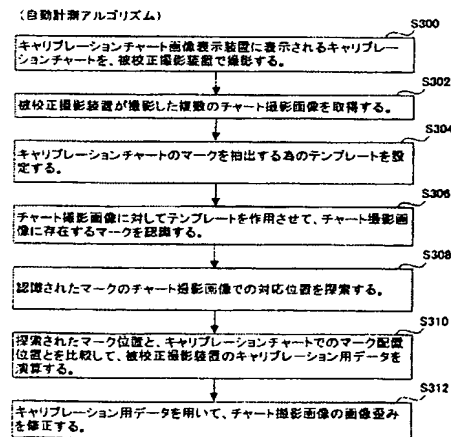 (自動計測アルゴリズム)
S300
キャリブレーションチャート画像表示装置に表示されるキャリブレー
ションチャートを、被校正撮影装置で撮影する。
S302
被校正撮影装置が撮影した複数のチャート撮影画像を取得する。
S304
キャリブレーションチャートのマークを抽出する為のテンプレートを設
定する。
S306
チャート撮影画像に対してテンプレートを作用させて、チャート撮影画
像に存在するマークを認識する。
S308
認識されたマークのチャート撮影画像での対応位置を探索する。
S310
探索されたマーク位置と、キャリブレーションチャートでのマーク配置
位置とを比較して、被校正撮影装置のキャリブレーション用データを
演算する。
S312
キャリブレーション用データを用いて、チャート撮影画像の画像歪み
を修正する。